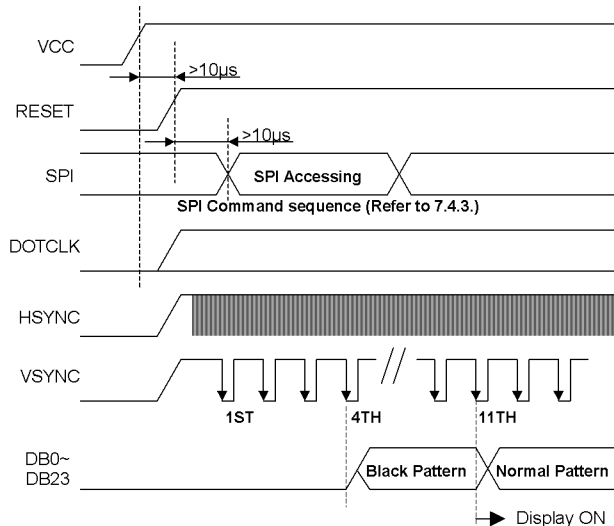 VCC
>10µs
RESET
>10µs
SPI
SPI Accessing
SPI Command sequence (Refer to 7.4.3.)
DOTCLK
HSYNC
VSYNC
1ST
4TH
11TH
DB0~
DB23
Black Pattern
Normal Pattern
Display ON